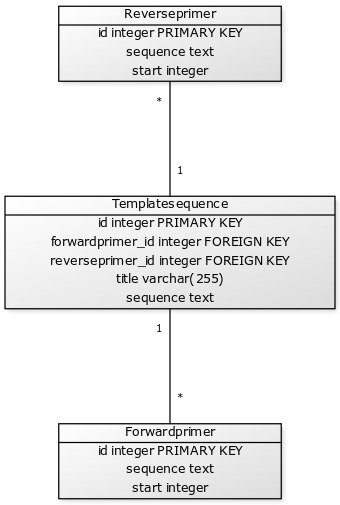 Reverseprimer
id integer PRIMARY KEY
sequence text
start integer
*
1
Templatesequence
id integer PRIMARY KEY
forwardprimer_id integer FOREIGN KEY
reverseprimer_id integer FOREIGN KEY
title varchar(255)
sequence text
1
*
Forwardprimer
id integer PRIMARY KEY
sequence text
start integer